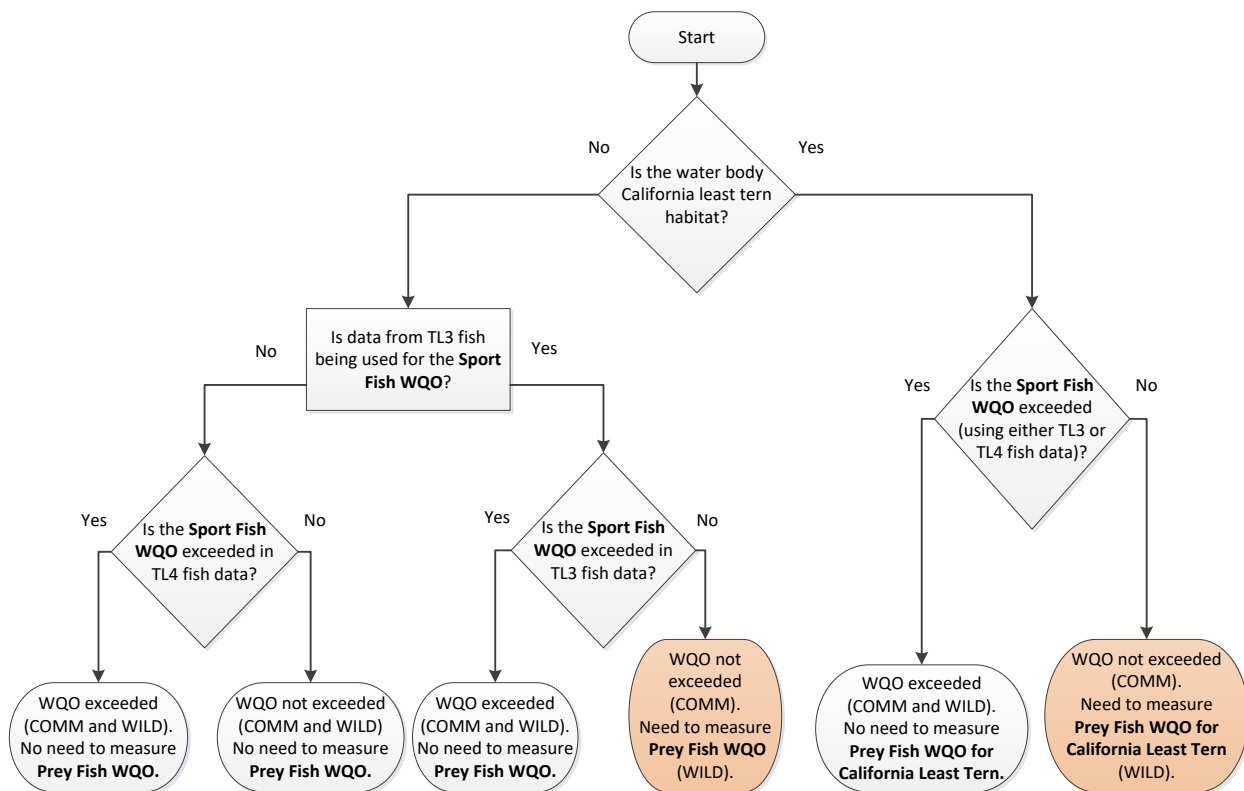 Start
No
Yes
Is the water body
California least tern
habitat?
No
Is data from TL3 fish
being used for the Sport
Fish WQO?
Yes
Yes
Is the Sport Fish
WQO exceeded
(using either TL3 or
TL4 fish data)?
No
Yes
Is the Sport Fish
WQO exceeded in
TL4 fish data?
No
Yes
Is the Sport Fish
WQO exceeded in
TL3 fish data?
No
WQO exceeded
(COMM and WILD).
No need to measure
Prey Fish WQO.
WQO not exceeded
(COMM and WILD)
No need to measure
Prey Fish WQO.
WQO exceeded
(COMM and WILD).
No need to measure
Prey Fish WQO.
WQO not
exceeded
(COMM).
Need to measure
Prey Fish WQO
(WILD).
WQO exceeded
(COMM and WILD).
No need to measure
Prey Fish WQO for
California Least Tern.
WQO not exceeded
(COMM).
Need to measure
Prey Fish WQO for
California Least Tern
(WILD).